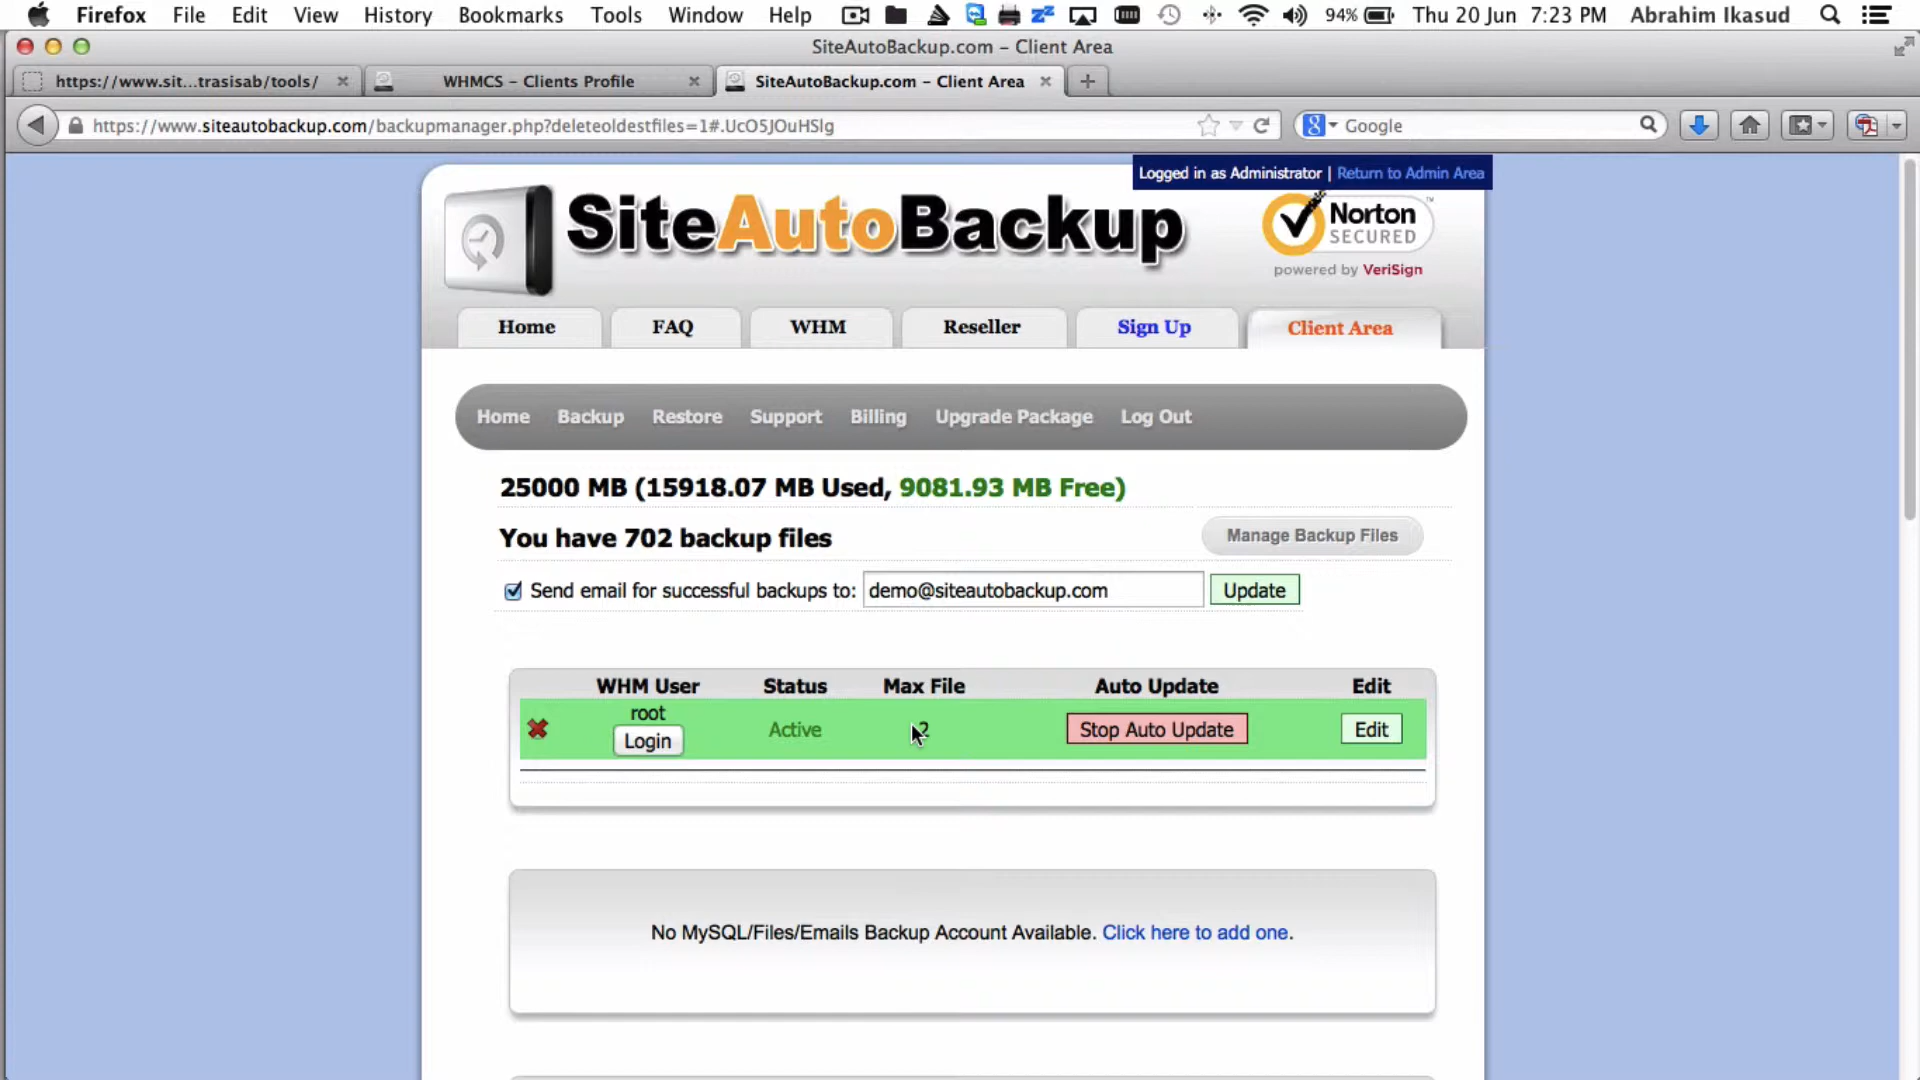 Firefox File Edit View History Bookmarks Tools Window Help 94% Thu 20 Jun 7:23 PM Abrahim Ikasud
SiteAutoBackup.com – Client Area
https://www.sit...trasisab/tools/ WHMCS – Clients Profile SiteAutoBackup.com – Client Area
https://www.siteautobackup.com/backupmanager.php?deleteoldestfiles=1#.UcO5JOuHSlg Google
Logged in as Administrator | Return to Admin Area
SiteAutoBackup
Norton
SECURED
powered by VeriSign
Home FAQ WHM Reseller Sign Up Client Area
Home Backup Restore Support Billing Upgrade Package Log Out
25000 MB (15918.07 MB Used, 9081.93 MB Free)
You have 702 backup files Manage Backup Files
Send email for successful backups to: demo@siteautobackup.com Update
WHM User Status Max File Auto Update Edit
root
Login Active 2 Stop Auto Update Edit
No MySQL/Files/Emails Backup Account Available. Click here to add one.